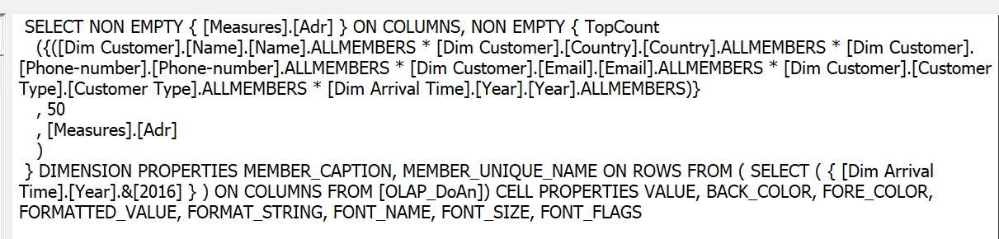 SELECT NON EMPTY { [Measures].[Adr] } ON COLUMNS, NON EMPTY { TopCount
({([Dim Customer].[Name].[Name].ALLMEMBERS * [Dim Customer].[Country].[Country].ALLMEMBERS * [Dim Customer].
[Phone-number].[Phone-number].ALLMEMBERS * [Dim Customer].[Email].[Email].ALLMEMBERS * [Dim Customer].[Customer
Type].[Customer Type].ALLMEMBERS * [Dim Arrival Time].[Year].[Year].ALLMEMBERS)}
, 50
, [Measures].[Adr]
)
} DIMENSION PROPERTIES MEMBER_CAPTION, MEMBER_UNIQUE_NAME ON ROWS FROM ( SELECT ( { [Dim Arrival
Time].[Year].&[2016] } ) ON COLUMNS FROM [OLAP_DoAn]) CELL PROPERTIES VALUE, BACK_COLOR, FORE_COLOR,
FORMATTED_VALUE, FORMAT_STRING, FONT_NAME, FONT_SIZE, FONT_FLAGS